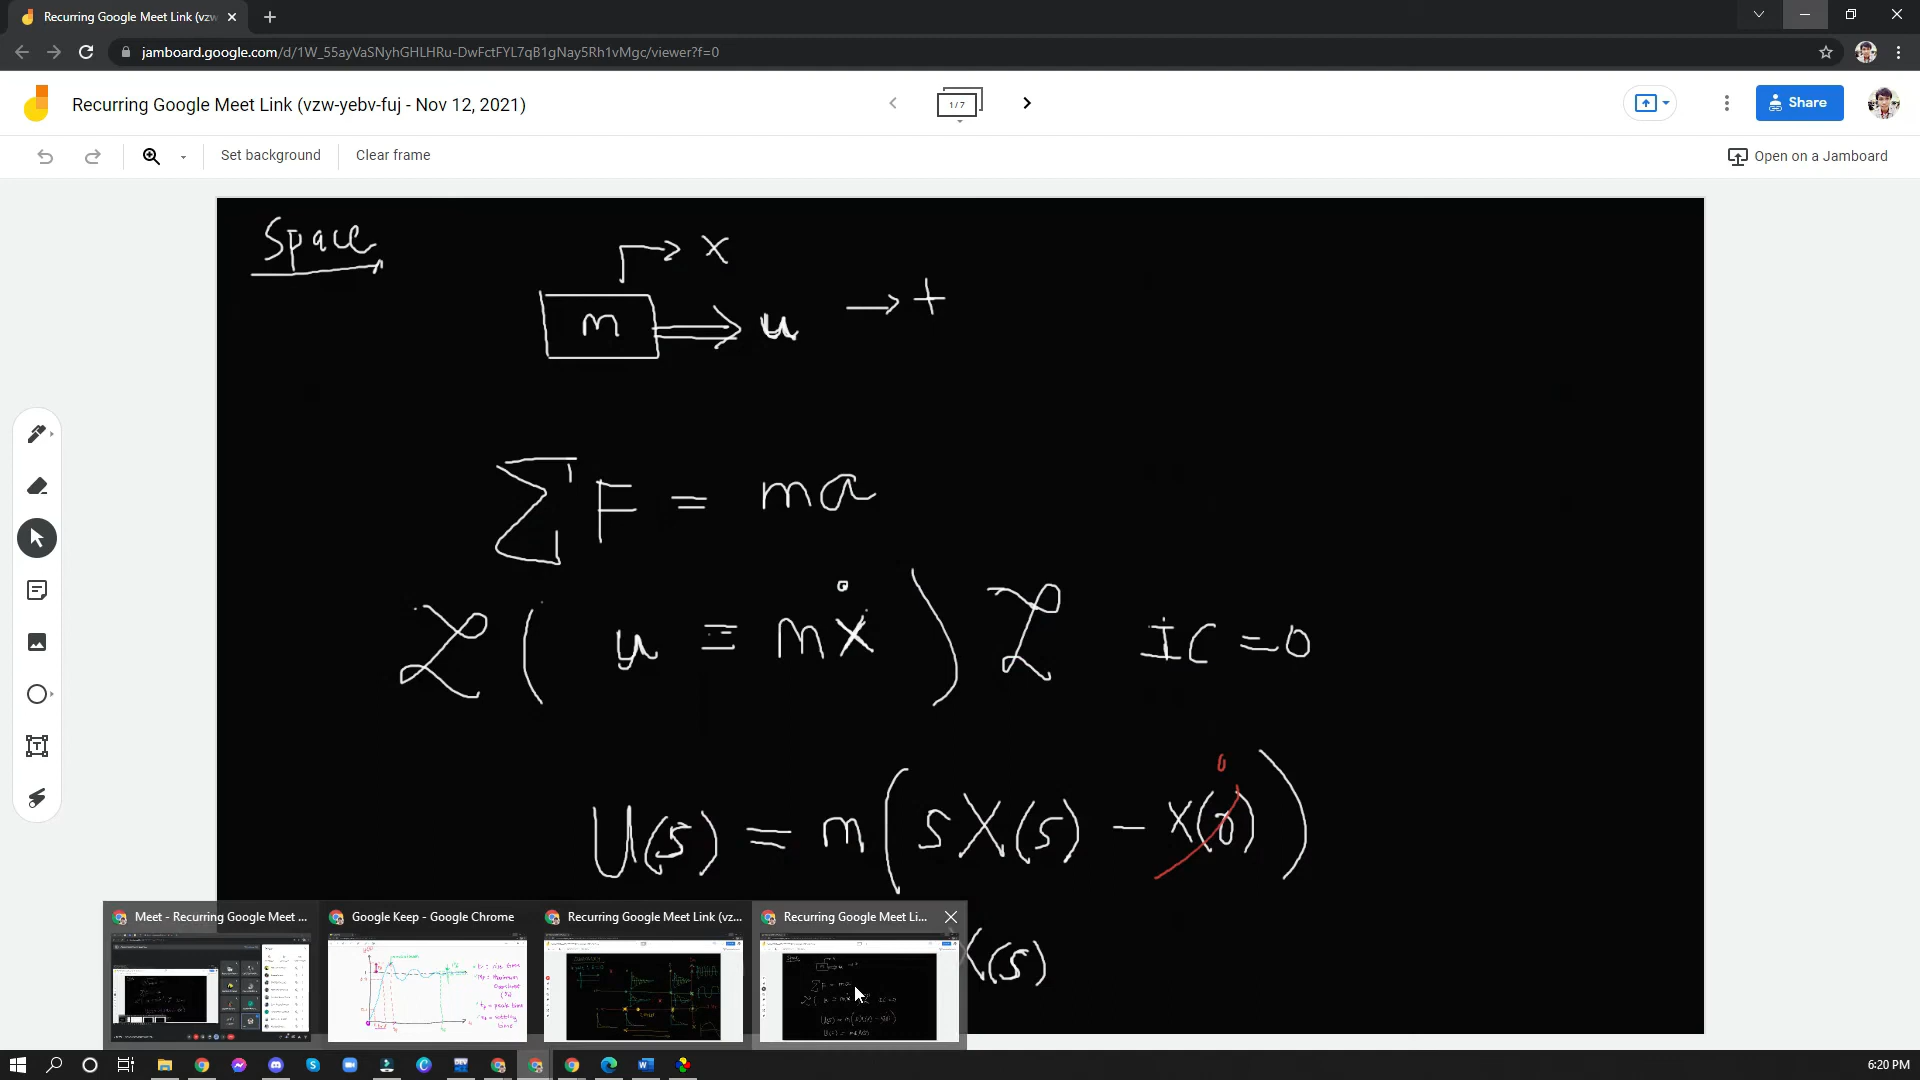 Recurring Google Meet Link (vzw
jamboard.google.com/d/1W_55ayVaSNyhGHLHRu-DwFctFYL7qB1gNay5Rh1vMgc/viewer?f=0
Recurring Google Meet Link (vzw-yebv-fuj - Nov 12, 2021)
1 / 7
Share
Set background
Clear frame
Open on a Jamboard
Space
x
m
u → +
∑F = ma
ℒ( u = mẋ ) ℒ IC = 0
0
U(s) = m(sX(s) - x(0))
X(s)
Meet - Recurring Google Meet ...
Google Keep - Google Chrome
Recurring Google Meet Link (vz...
Recurring Google Meet Li...
6:20 PM